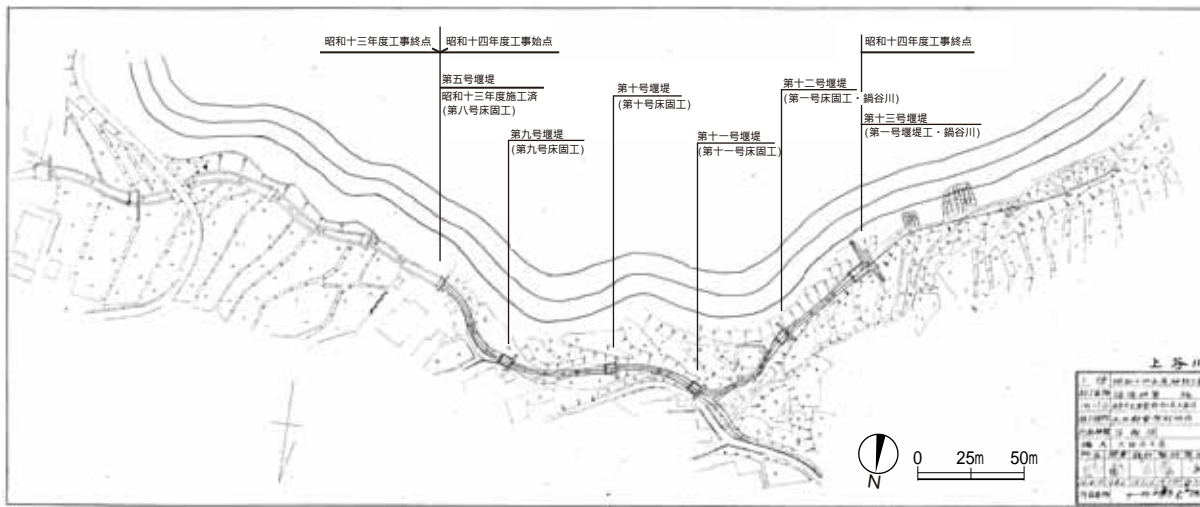 昭和十三年度工事終点
昭和十四年度工事始点
昭和十四年度工事終点
第五号堰堤
昭和十三年度施工済
(第八号床固工)
第九号堰堤
(第九号床固工)
第十号堰堤
(第十号床固工)
第十一号堰堤
(第十一号床固工)
第十二号堰堤
(第一号床固工・鍋谷川)
第十三号堰堤
(第一号堰堤工・鍋谷川)
上谷川
N
0 25m 50m